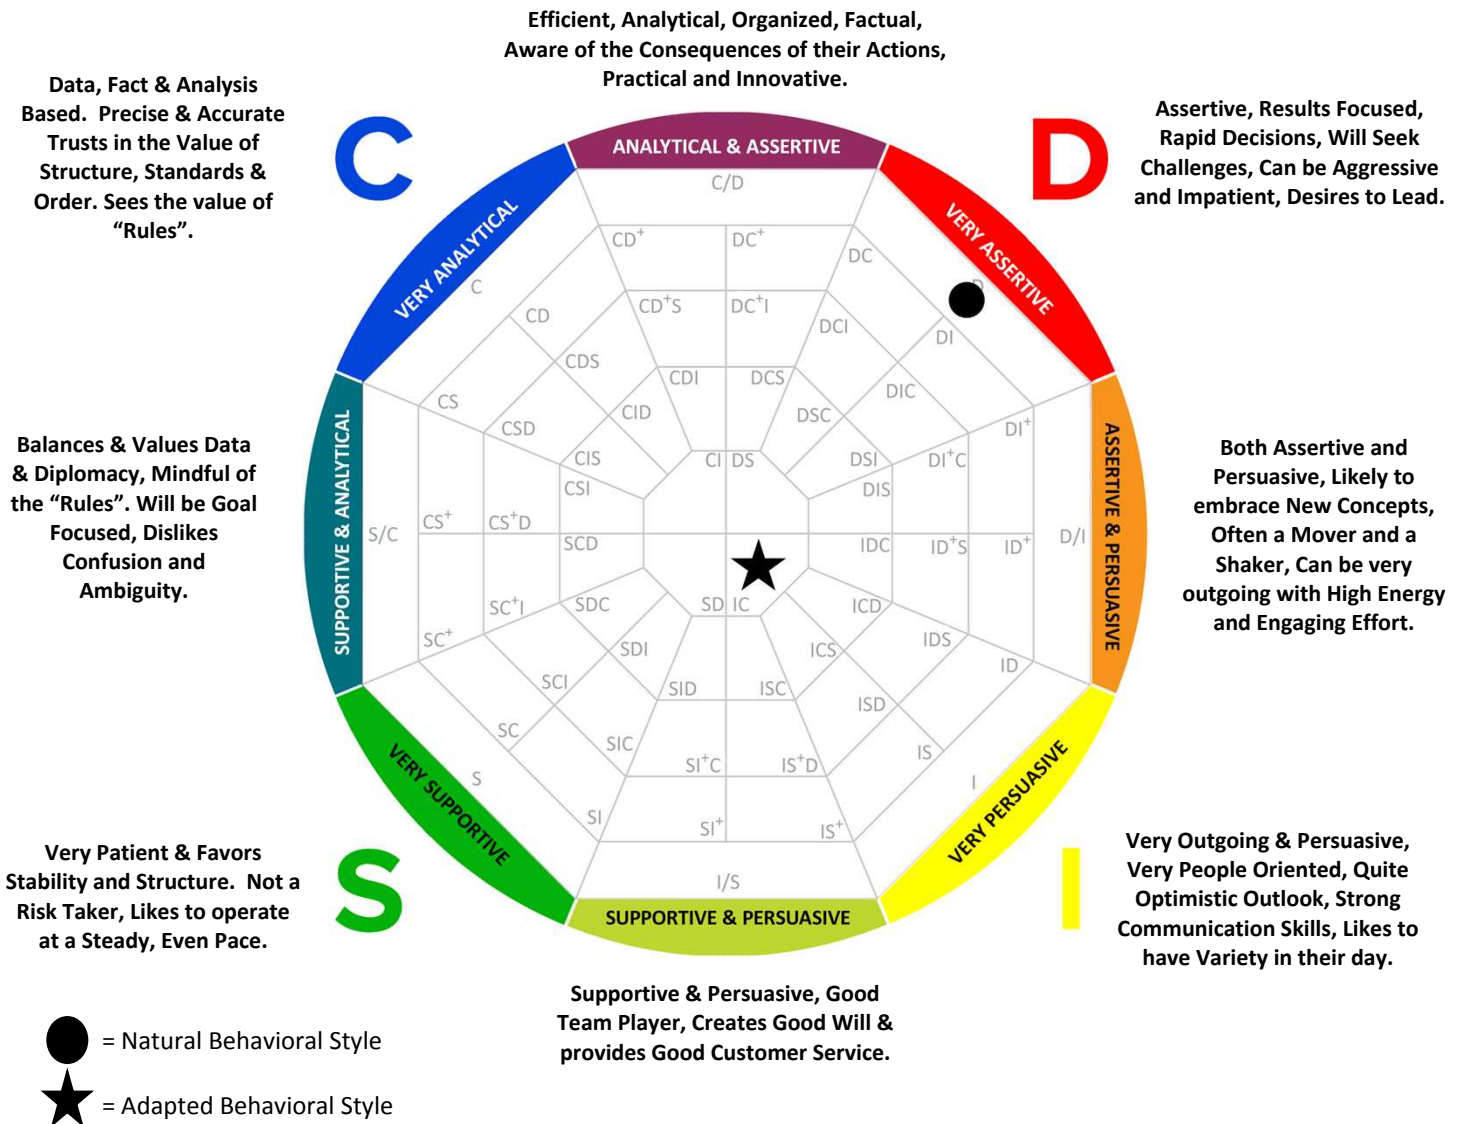 Efficient, Analytical, Organized, Factual,
Aware of the Consequences of their Actions,
Practical and Innovative.
Data, Fact & Analysis
Based.  Precise & Accurate
Trusts in the Value of
Structure, Standards &
Order. Sees the value of
“Rules”.
C
D
Assertive, Results Focused,
Rapid Decisions, Will Seek
Challenges, Can be Aggressive
and Impatient, Desires to Lead.
ANALYTICAL & ASSERTIVE
VERY ANALYTICAL
VERY ASSERTIVE
C/D
CD+
DC+
DC
C
D
CD
CD+S
DC+I
DCI
DI
CDS
CDI
DCS
DIC
CS
CID
DSC
CSD
DI+
CIS
CI
DS
DSI
DI+C
CSI
DIS
S/C
CS+
CS+D
SCD
IDC
ID+S
ID+
D/I
SC+I
SDC
SD
IC
ICD
SC+
SDI
ICS
IDS
ID
SCI
SID
ISC
ISD
SC
SIC
SI+C
IS+D
IS
S
I
SI
SI+
IS+
I/S
SUPPORTIVE & ANALYTICAL
ASSERTIVE & PERSUASIVE
Balances & Values Data
& Diplomacy, Mindful of
the “Rules”. Will be Goal
Focused, Dislikes
Confusion and
Ambiguity.
Both Assertive and
Persuasive, Likely to
embrace New Concepts,
Often a Mover and a
Shaker, Can be very
outgoing with High Energy
and Engaging Effort.
VERY SUPPORTIVE
VERY PERSUASIVE
SUPPORTIVE & PERSUASIVE
Very Patient & Favors
Stability and Structure.  Not a
Risk Taker, Likes to operate
at a Steady, Even Pace.
S
I
Very Outgoing & Persuasive,
Very People Oriented, Quite
Optimistic Outlook, Strong
Communication Skills, Likes to
have Variety in their day.
Supportive & Persuasive, Good
Team Player, Creates Good Will &
provides Good Customer Service.
= Natural Behavioral Style
= Adapted Behavioral Style